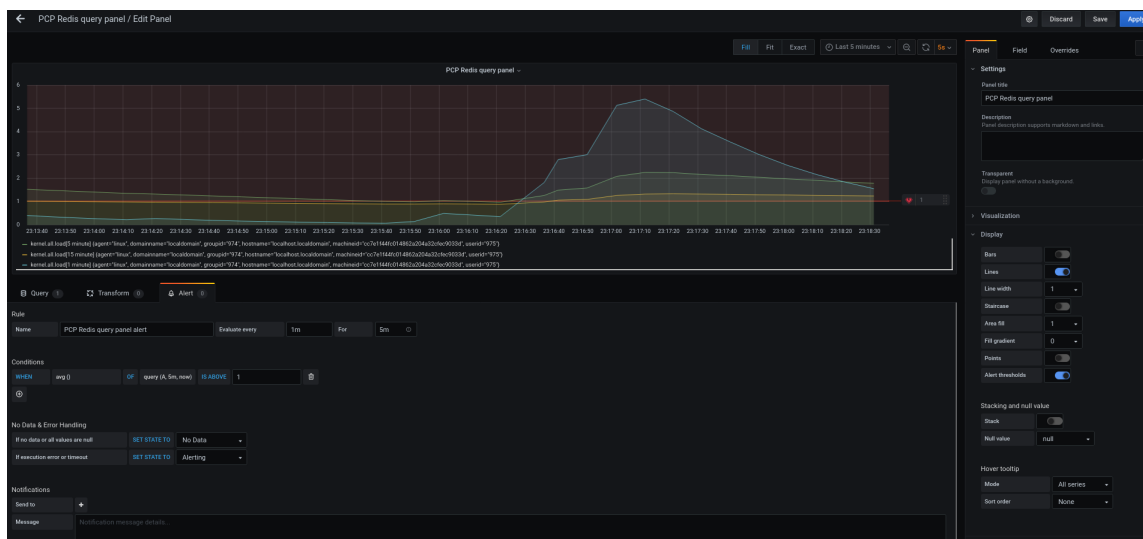 PCP Redis query panel / Edit Panel
Discard Save Apply
Fill Fit Exact Last 5 minutes 5s
PCP Redis query panel
6
5
4
3
2
1
0
1
23:13:40 23:13:50 23:14:00 23:14:10 23:14:20 23:14:30 23:14:40 23:14:50 23:15:00 23:15:10 23:15:20 23:15:30 23:15:40 23:15:50 23:16:00 23:16:10 23:16:20 23:16:30 23:16:40 23:16:50 23:17:00 23:17:10 23:17:20 23:17:30 23:17:40 23:17:50 23:18:00 23:18:10 23:18:20 23:18:30
kernel.all.load[5 minute] {agent="linux", domainname="localdomain", groupid="974", hostname="localhost.localdomain", machineid="cc7e1f44fc014862a204a32cfec9033d", userid="975"}
kernel.all.load[15 minute] {agent="linux", domainname="localdomain", groupid="974", hostname="localhost.localdomain", machineid="cc7e1f44fc014862a204a32cfec9033d", userid="975"}
kernel.all.load[1 minute] {agent="linux", domainname="localdomain", groupid="974", hostname="localhost.localdomain", machineid="cc7e1f44fc014862a204a32cfec9033d", userid="975"}
Query 1 Transform 0 Alert 0
Rule
Name PCP Redis query panel alert Evaluate every 1m For 5m
Conditions
WHEN avg () OF query (A, 5m, now) IS ABOVE 1
No Data & Error Handling
If no data or all values are null SET STATE TO No Data
If execution error or timeout SET STATE TO Alerting
Notifications
Send to +
Message Notification message details...
Panel Field Overrides
Settings
Panel title
PCP Redis query panel
Description
Panel description supports markdown and links.
Transparent
Display panel without a background.
Visualization
Display
Bars
Lines
Line width 1
Staircase
Area fill 1
Fill gradient 0
Points
Alert thresholds
Stacking and null value
Stack
Null value null
Hover tooltip
Mode All series
Sort order None